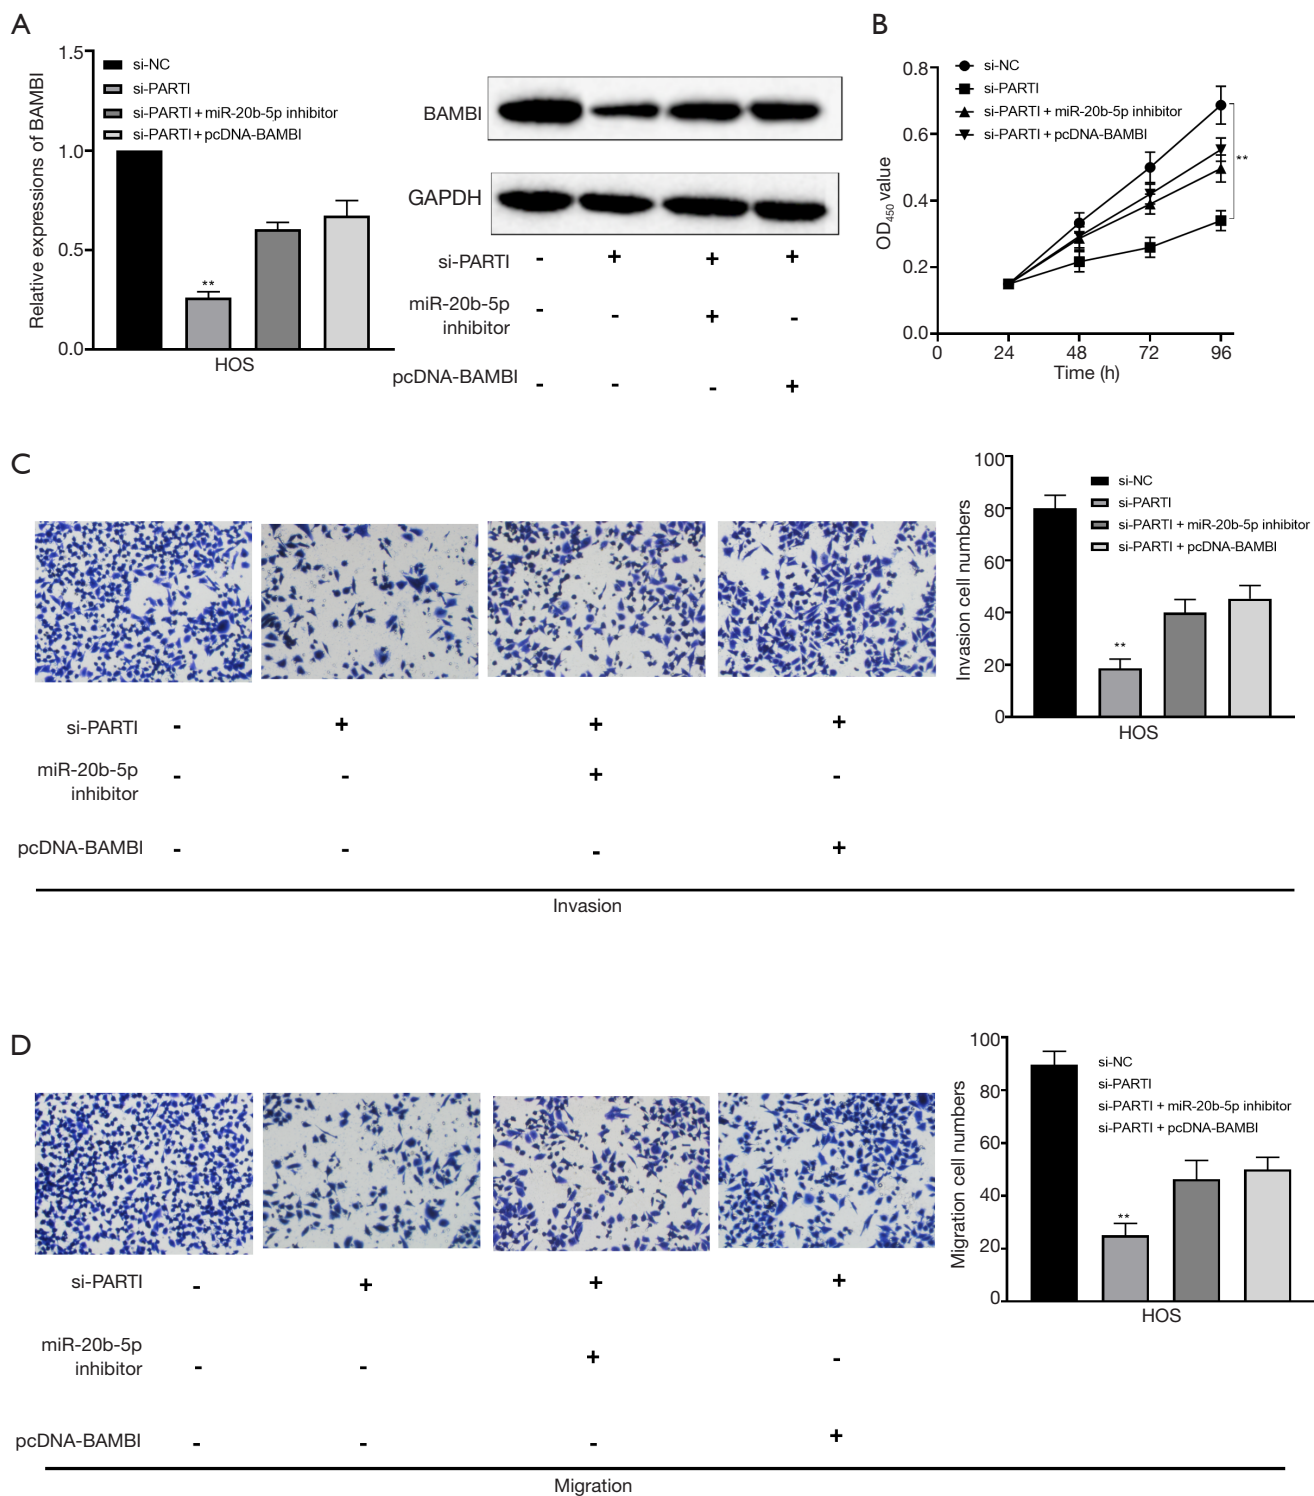 A
Relative expressions of BAMBI
1.5
1.0
0.5
0.0
si-NC
si-PARTI
si-PARTI + miR-20b-5p inhibitor
si-PARTI + pcDNA-BAMBI
**
HOS
BAMBI
GAPDH
si-PARTI - + + +
miR-20b-5p
inhibitor - - + -
pcDNA-BAMBI - - - +
B
OD450 value
0.8
0.6
0.4
0.2
0.0
si-NC
si-PARTI
si-PARTI + miR-20b-5p inhibitor
si-PARTI + pcDNA-BAMBI
**
0 24 48 72 96
Time (h)
C
si-PARTI - + + +
miR-20b-5p
inhibitor - - + -
pcDNA-BAMBI - - - +
Invasion
Invasion cell numbers
100
80
60
40
20
0
si-NC
si-PARTI
si-PARTI + miR-20b-5p inhibitor
si-PARTI + pcDNA-BAMBI
**
HOS
D
si-PARTI - + + +
miR-20b-5p
inhibitor - - + -
pcDNA-BAMBI - - - +
Migration
Migration cell numbers
100
80
60
40
20
0
si-NC
si-PARTI
si-PARTI + miR-20b-5p inhibitor
si-PARTI + pcDNA-BAMBI
**
HOS